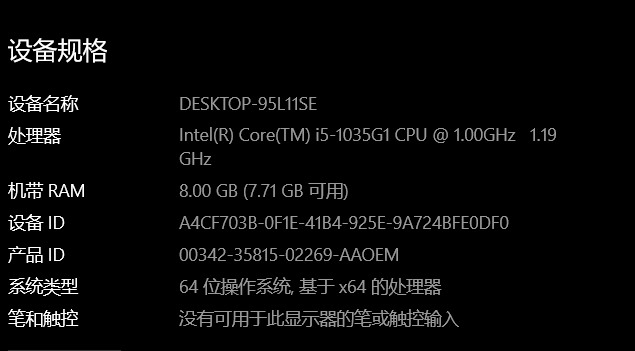 设备规格
设备名称 DESKTOP-95L11SE
处理器 Intel(R) Core(TM) i5-1035G1 CPU @ 1.00GHz 1.19
GHz
机带 RAM 8.00 GB (7.71 GB 可用)
设备 ID A4CF703B-0F1E-41B4-925E-9A724BFE0DF0
产品 ID 00342-35815-02269-AAOEM
系统类型 64 位操作系统, 基于 x64 的处理器
笔和触控 没有可用于此显示器的笔或触控输入